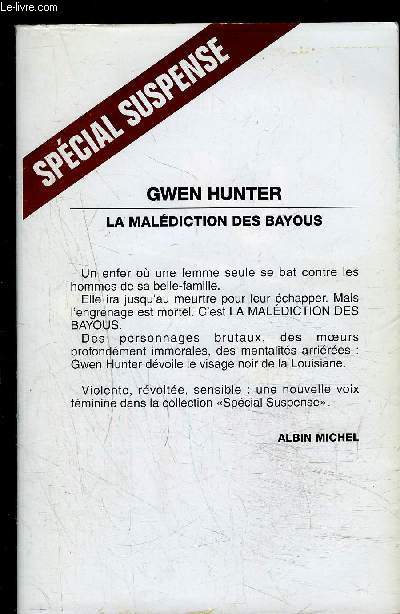 Le-livre.com
SPÉCIAL SUSPENSE
GWEN HUNTER
LA MALÉDICTION DES BAYOUS
Un enfer où une femme seule se bat contre les
hommes de sa belle-famille.
Elle ira jusqu'au meurtre pour leur échapper. Mais
l'engrenage est mortel. C'est LA MALÉDICTION DES
BAYOUS.
Des personnages brutaux, des mœurs
profondément immorales, des mentalités arriérées :
Gwen Hunter dévoile le visage noir de la Louisiane.
Violente, révoltée, sensible : une nouvelle voix
féminine dans la collection «Spécial Suspense».
ALBIN MICHEL